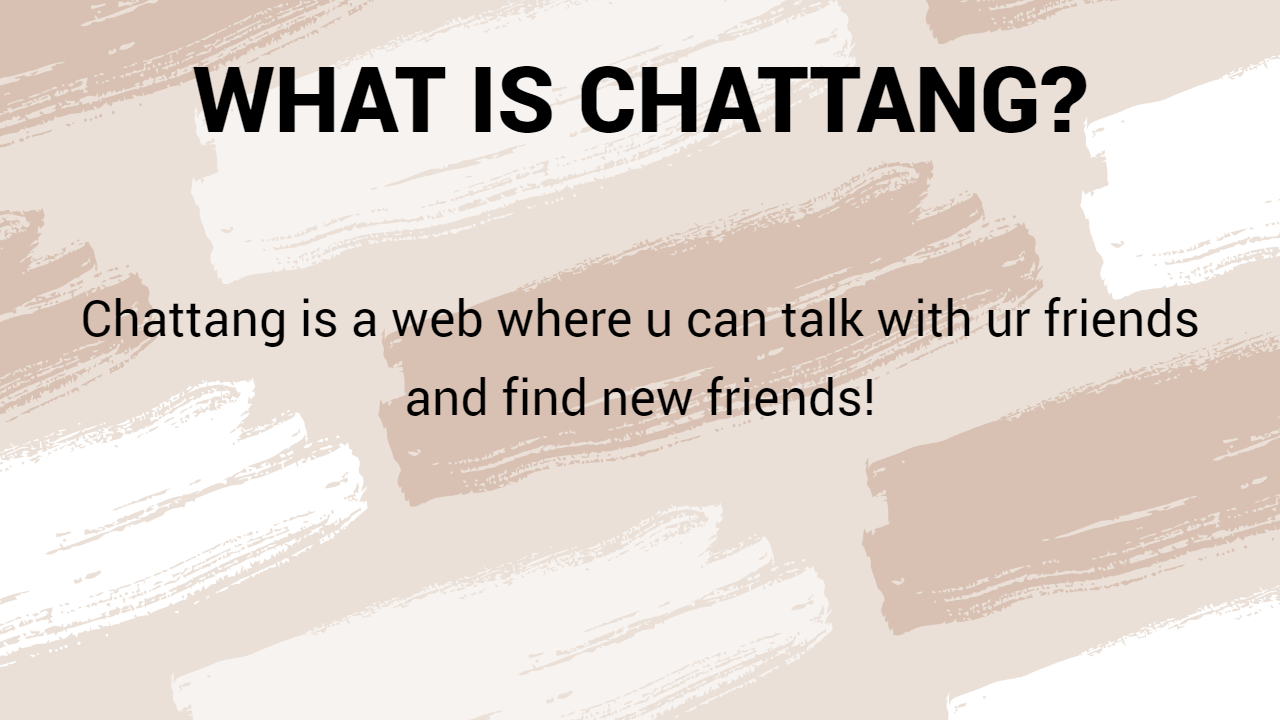 WHAT IS CHATTANG?
Chattang is a web where u can talk with ur friends
and find new friends!